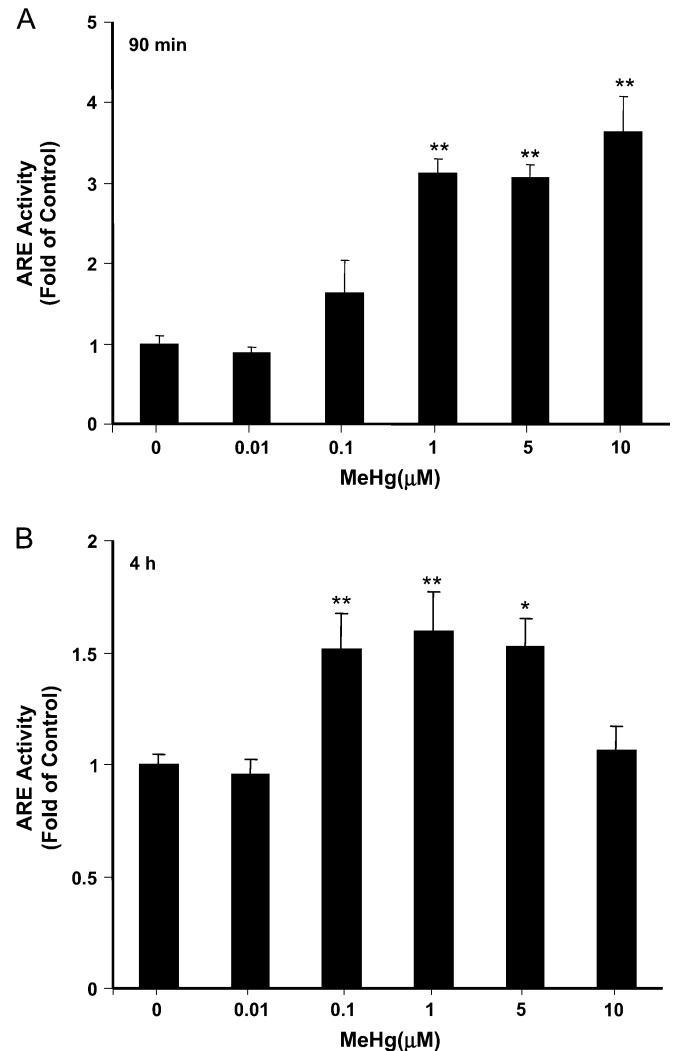 A
90 min
ARE Activity
(Fold of Control)
5
4
3
2
1
0
**
**
**
0 0.01 0.1 1 5 10
MeHg(μM)
B
4 h
ARE Activity
(Fold of Control)
2
1.5
1
0.5
0
**
**
*
0 0.01 0.1 1 5 10
MeHg(μM)